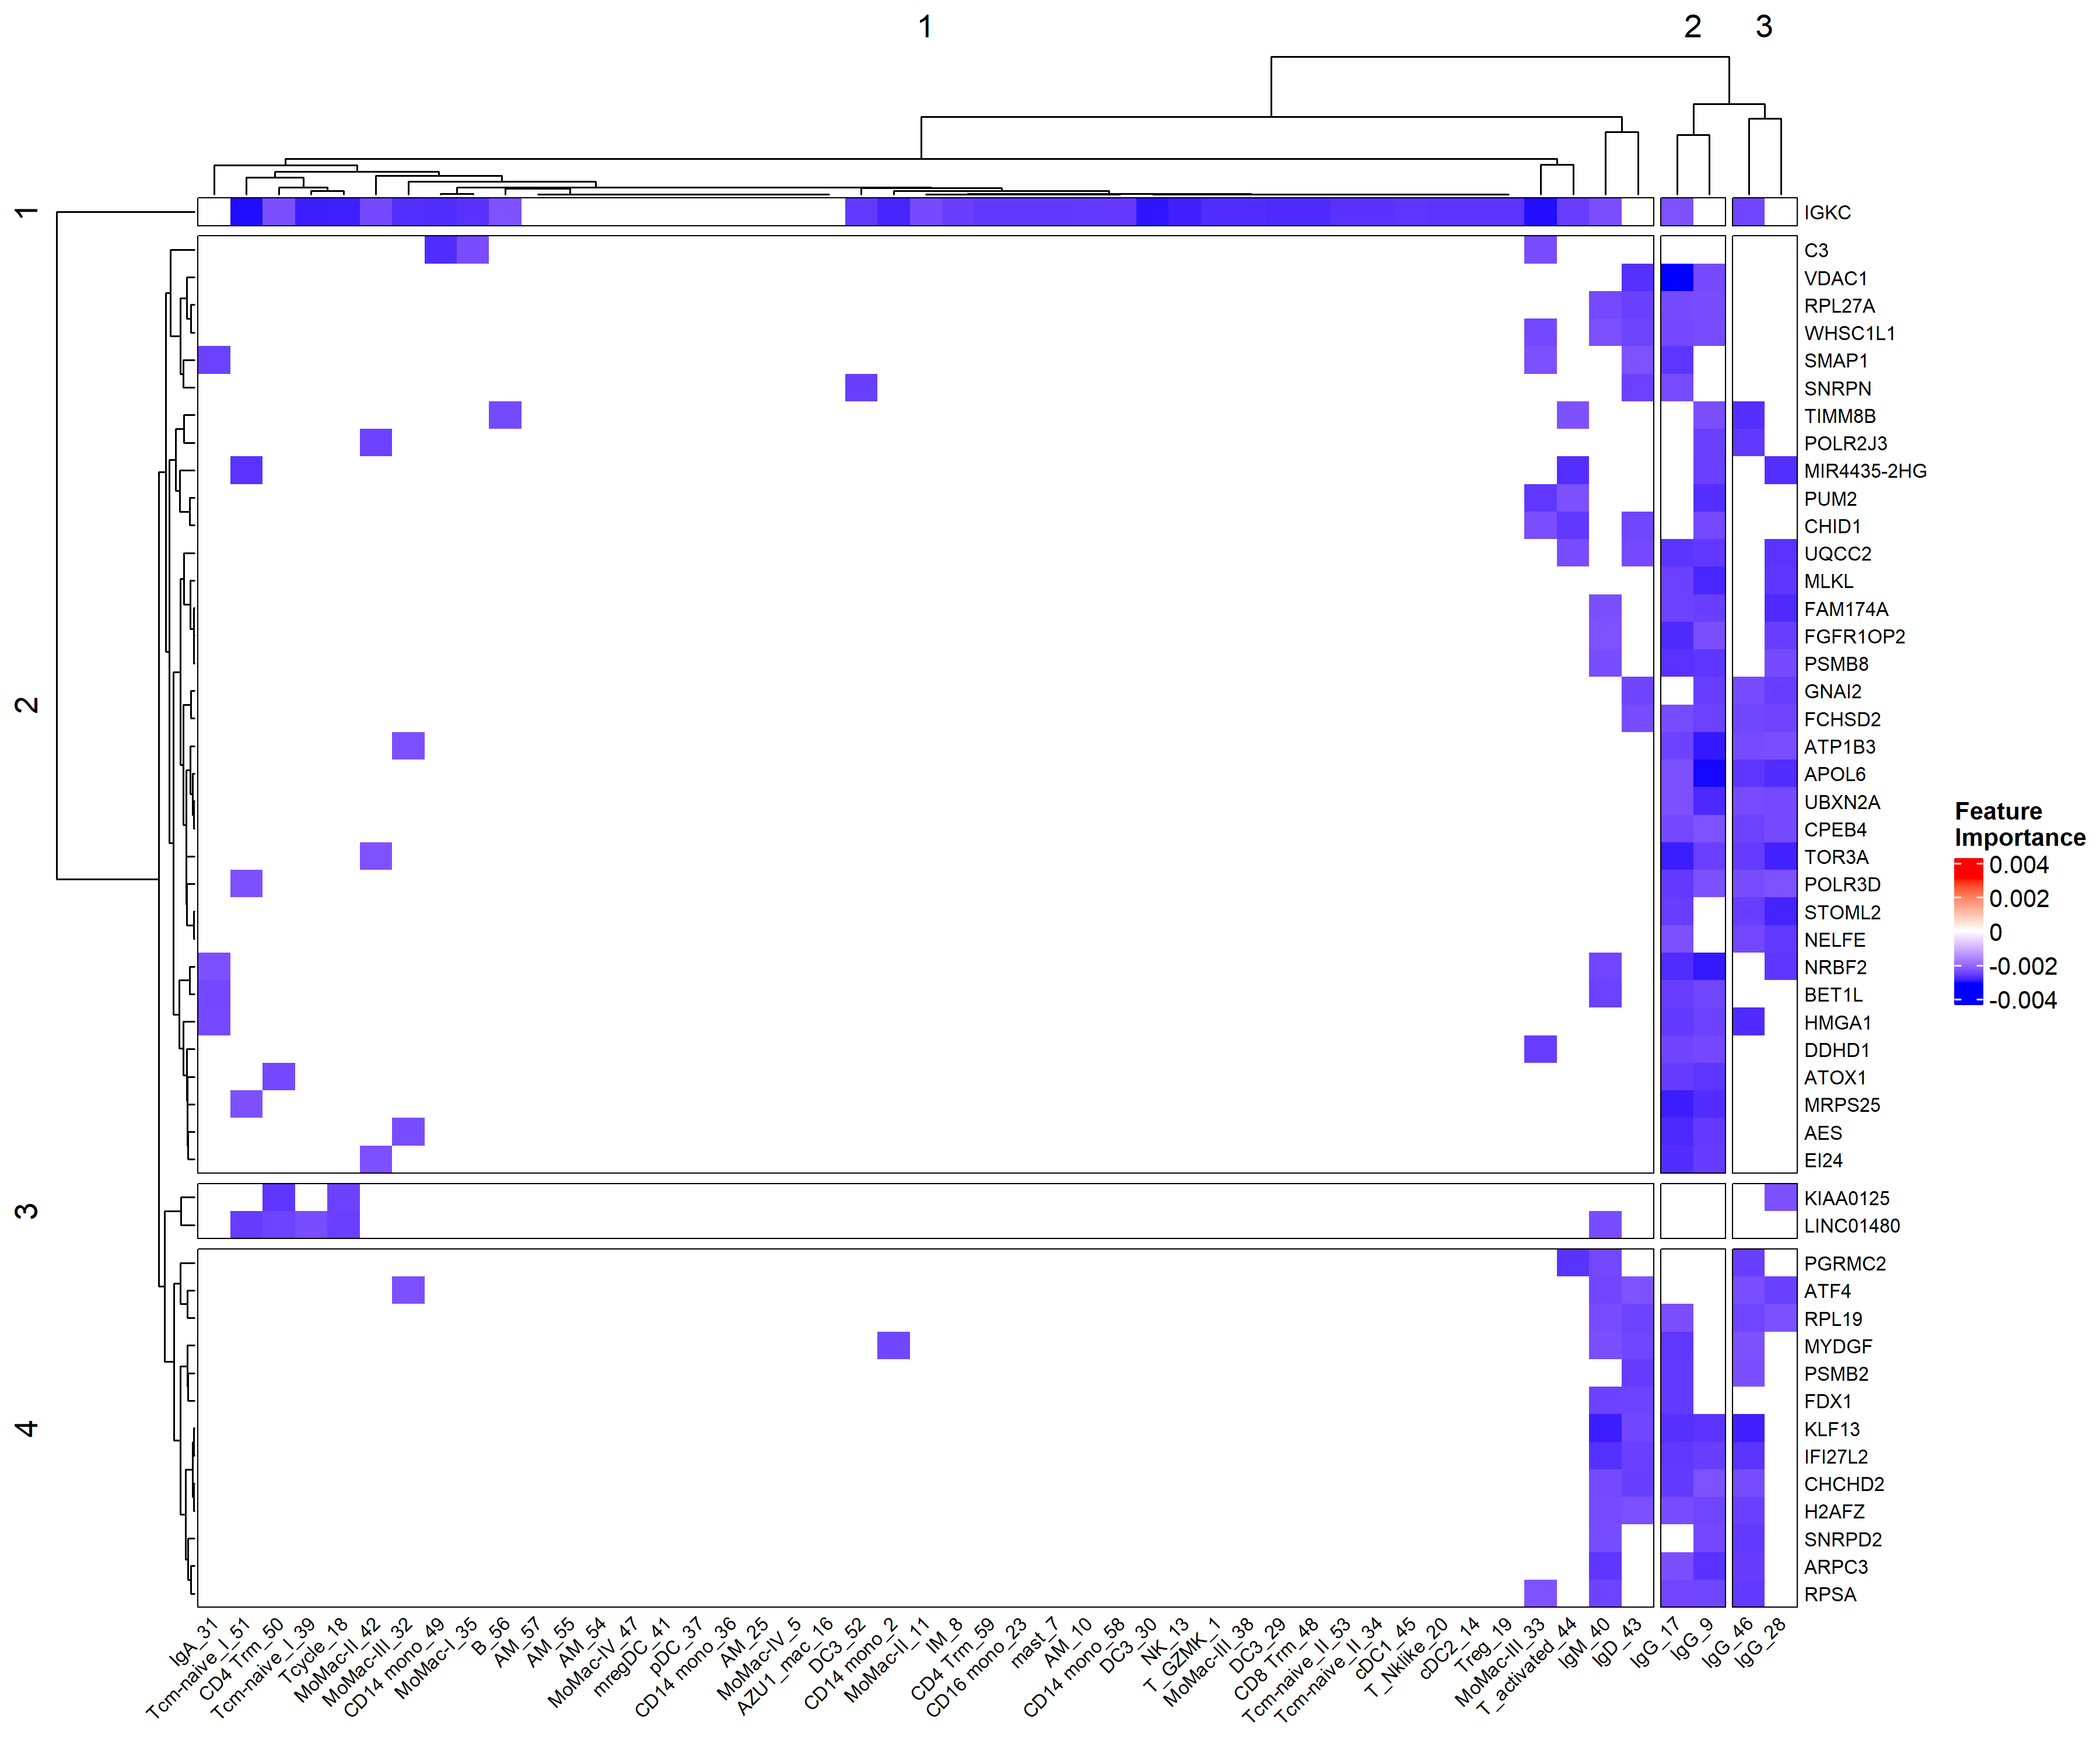 1 2 3
1
2
3
4
IGKC
C3
VDAC1
RPL27A
WHSC1L1
SMAP1
SNRPN
TIMM8B
POLR2J3
MIR4435-2HG
PUM2
CHID1
UQCC2
MLKL
FAM174A
FGFR1OP2
PSMB8
GNAI2
FCHSD2
ATP1B3
APOL6
UBXN2A
CPEB4
TOR3A
POLR3D
STOML2
NELFE
NRBF2
BET1L
HMGA1
DDHD1
ATOX1
MRPS25
AES
EI24
KIAA0125
LINC01480
PGRMC2
ATF4
RPL19
MYDGF
PSMB2
FDX1
KLF13
IFI27L2
CHCHD2
H2AFZ
SNRPD2
ARPC3
RPSA
Feature
Importance
0.004
0.002
0
-0.002
-0.004
IgA_31
Tcm-naive_I_51
CD4 Trm_50
Tcm-naive_I_39
Tcycle_18
MoMac-II_42
MoMac-III_32
CD14 mono_49
MoMac-I_35
B_56
AM_57
AM_55
AM_54
MoMac-IV_47
mregDC_41
pDC_37
CD14 mono_36
AM_25
MoMac-IV_5
AZU1_mac_16
DC3_52
CD14 mono_2
MoMac-II_11
IM_8
CD4 Trm_59
CD16 mono_23
mast_7
AM_10
CD14 mono_58
DC3_30
NK_13
T_GZMK_1
MoMac-III_38
DC3_29
CD8 Trm_48
Tcm-naive_II_53
Tcm-naive_II_34
cDC1_45
T_Nklike_20
cDC2_14
Treg_19
MoMac-III_33
T_activated_44
IgM_40
IgD_43
IgG_17
IgG_9
IgG_46
IgG_28